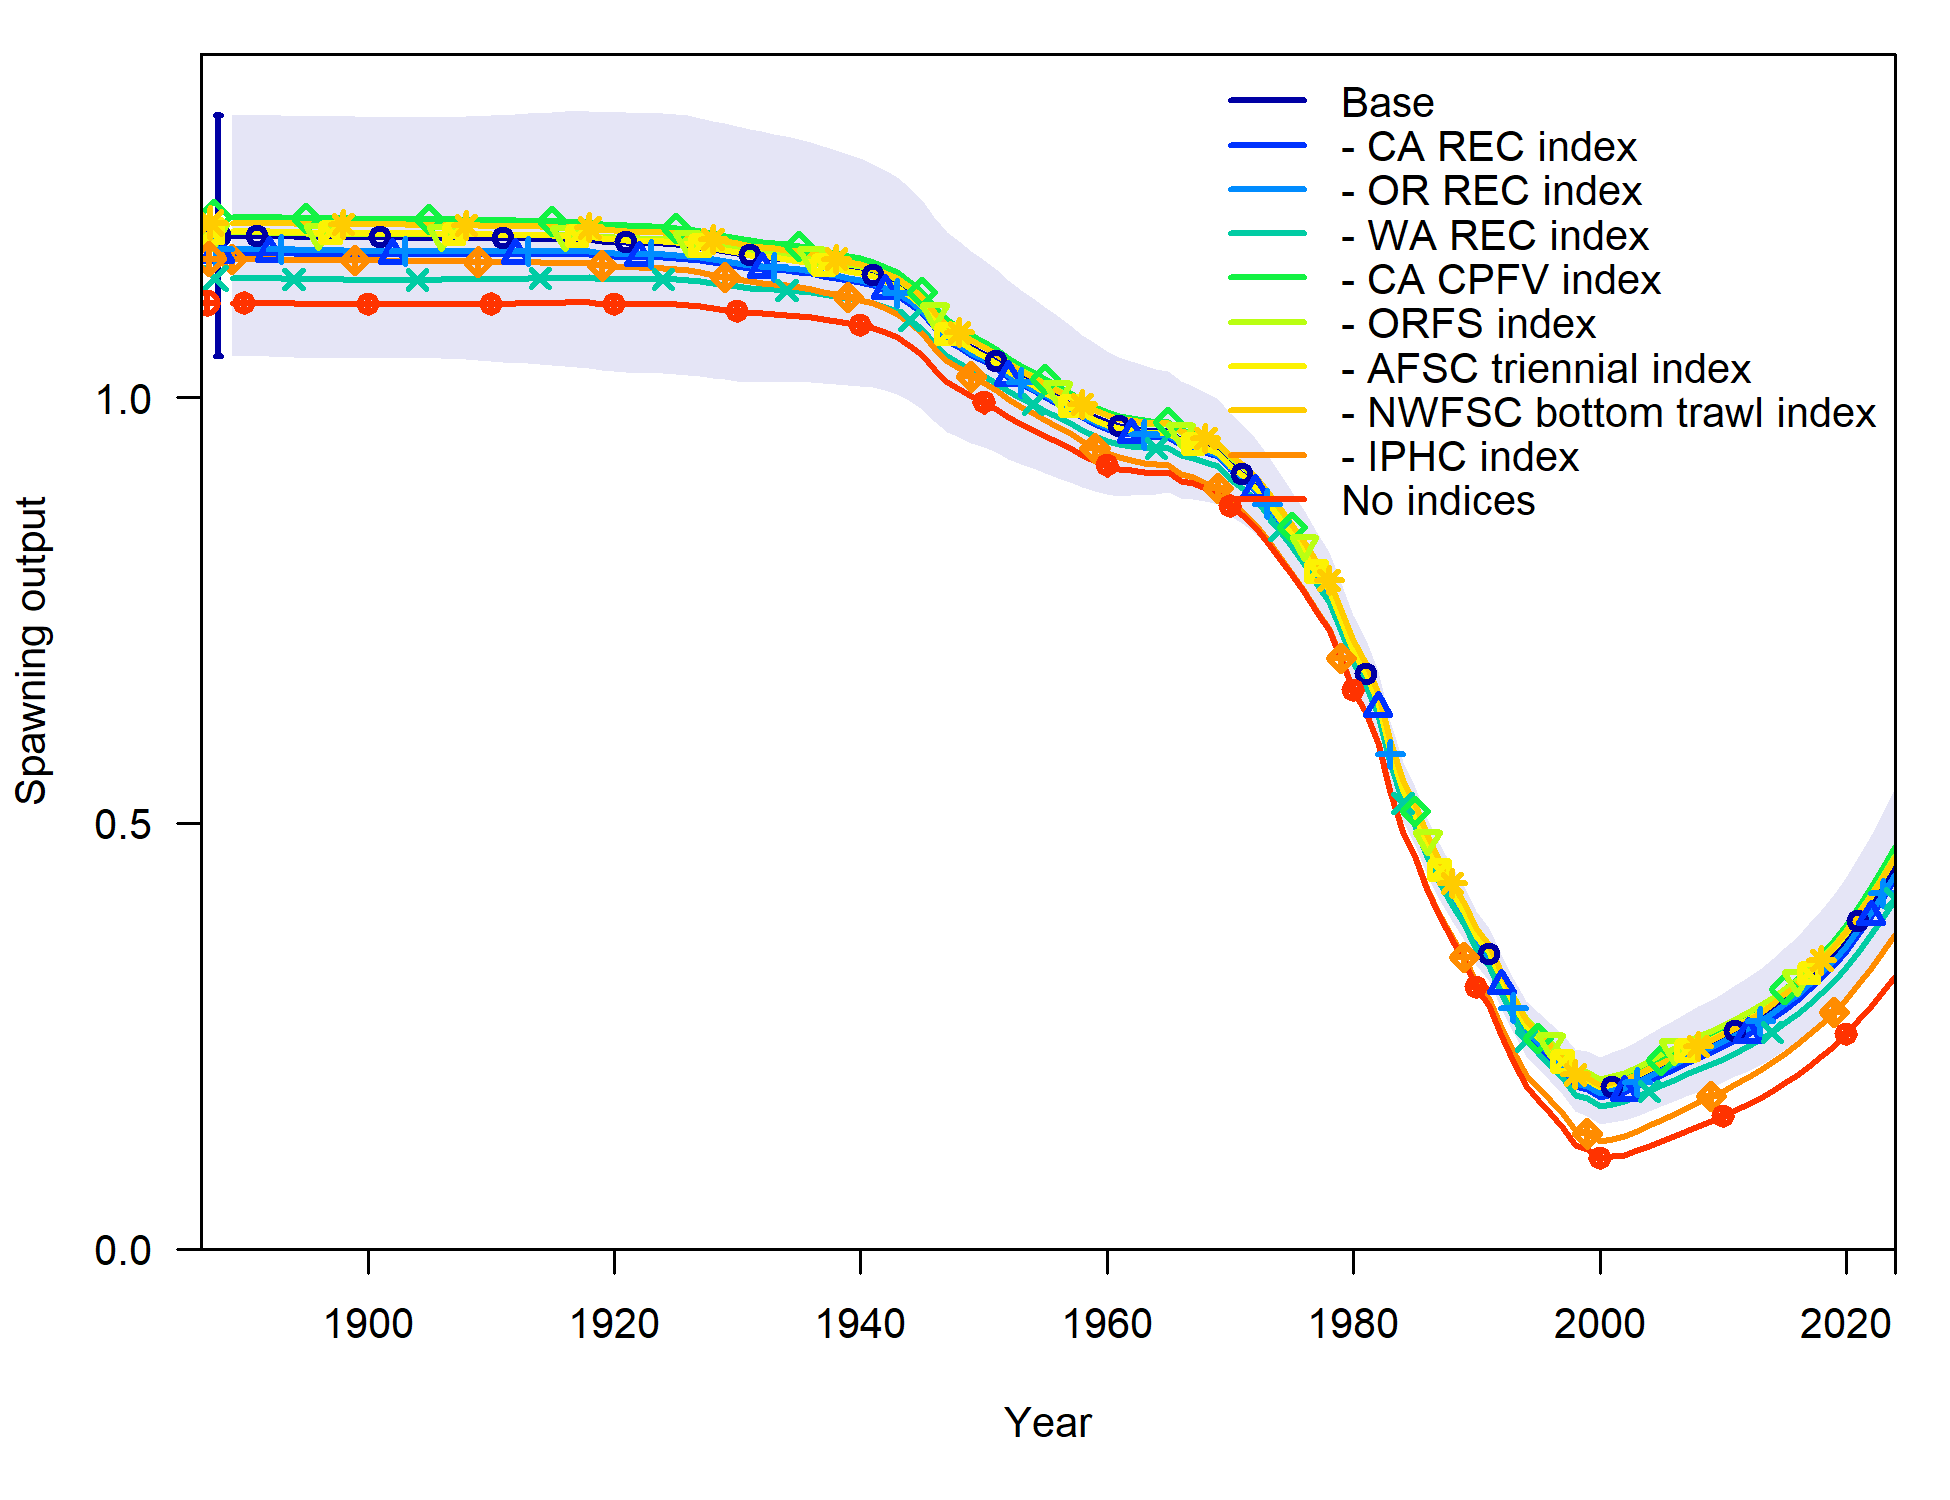 Base
- CA REC index
- OR REC index
- WA REC index
- CA CPFV index
- ORFS index
- AFSC triennial index
- NWFSC bottom trawl index
- IPHC index
No indices
Spawning output
1.0
0.5
0.0
1900 1920 1940 1960 1980 2000 2020
Year